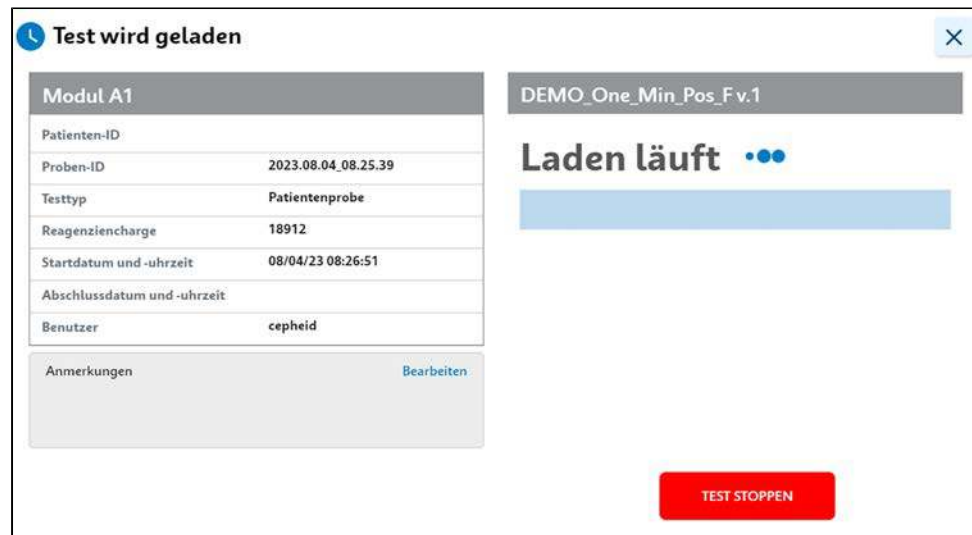 Test wird geladen
Modul A1
Patienten-ID
Proben-ID 2023.08.04_08.25.39
Testtyp Patientenprobe
Reagenziencharge 18912
Startdatum und -uhrzeit 08/04/23 08:26:51
Abschlussdatum und -uhrzeit
Benutzer cepheid
Anmerkungen Bearbeiten
DEMO_One_Min_Pos_F v.1
Laden läuft
TEST STOPPEN